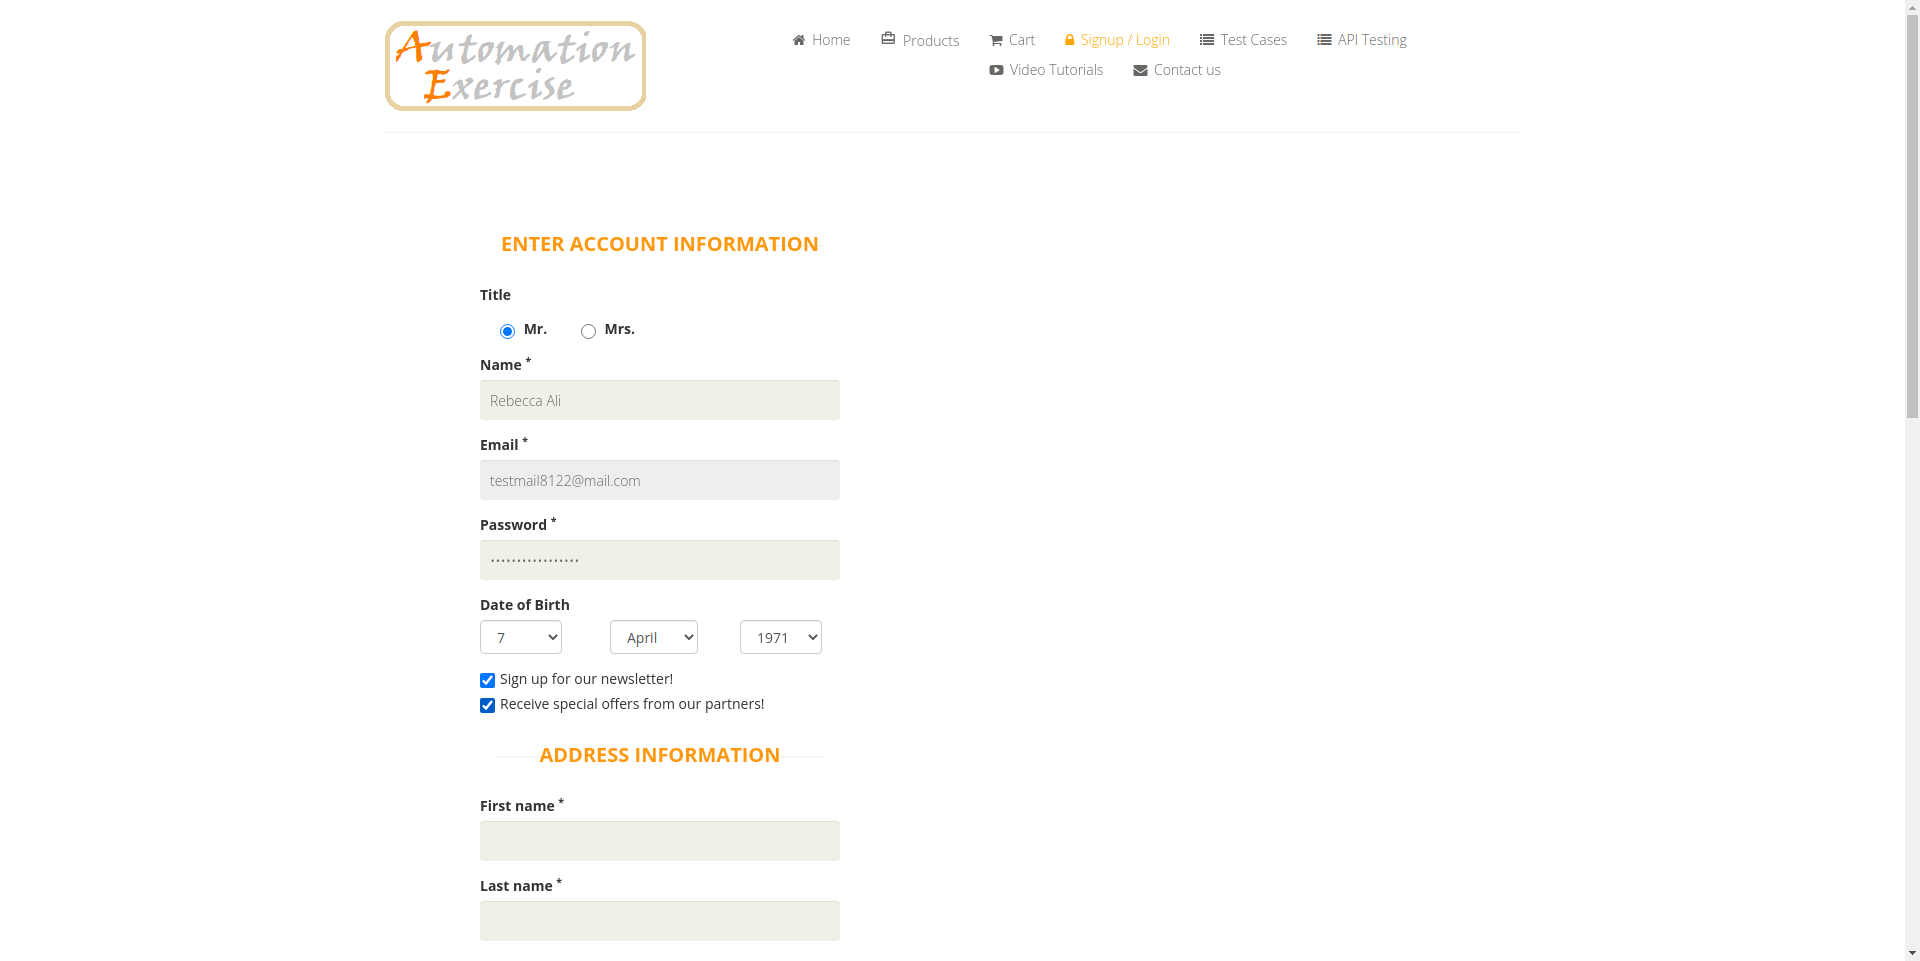 Automation
Exercise
Home
Products
Cart
Signup / Login
Test Cases
API Testing
Video Tutorials
Contact us
ENTER ACCOUNT INFORMATION
Title
Mr.
Mrs.
Name *
Rebecca Ali
Email *
testmail8122@mail.com
Password *
•••••••••••••••••
Date of Birth
7
April
1971
Sign up for our newsletter!
Receive special offers from our partners!
ADDRESS INFORMATION
First name *
Last name *